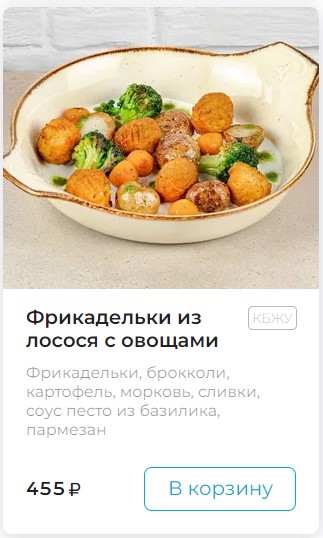 Фрикадельки из
лосося с овощами
КБЖУ
Фрикадельки, брокколи,
картофель, морковь, сливки,
соус песто из базилика,
пармезан
455 ₽
В корзину